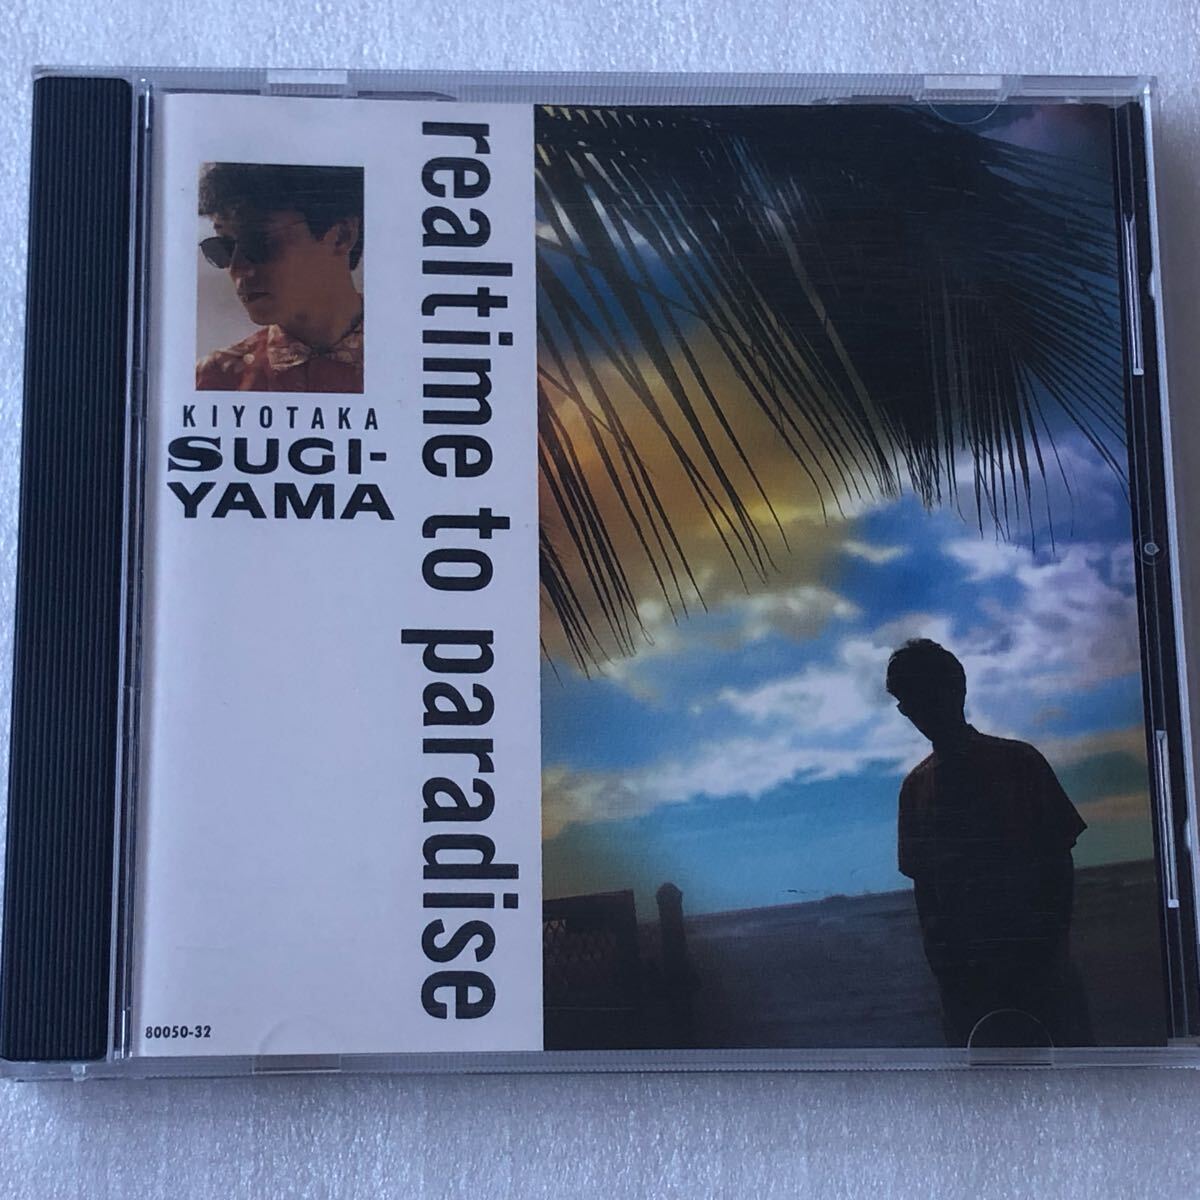 KIYOTAKA
SUGI-
YAMA
realtime to paradise
80050-32